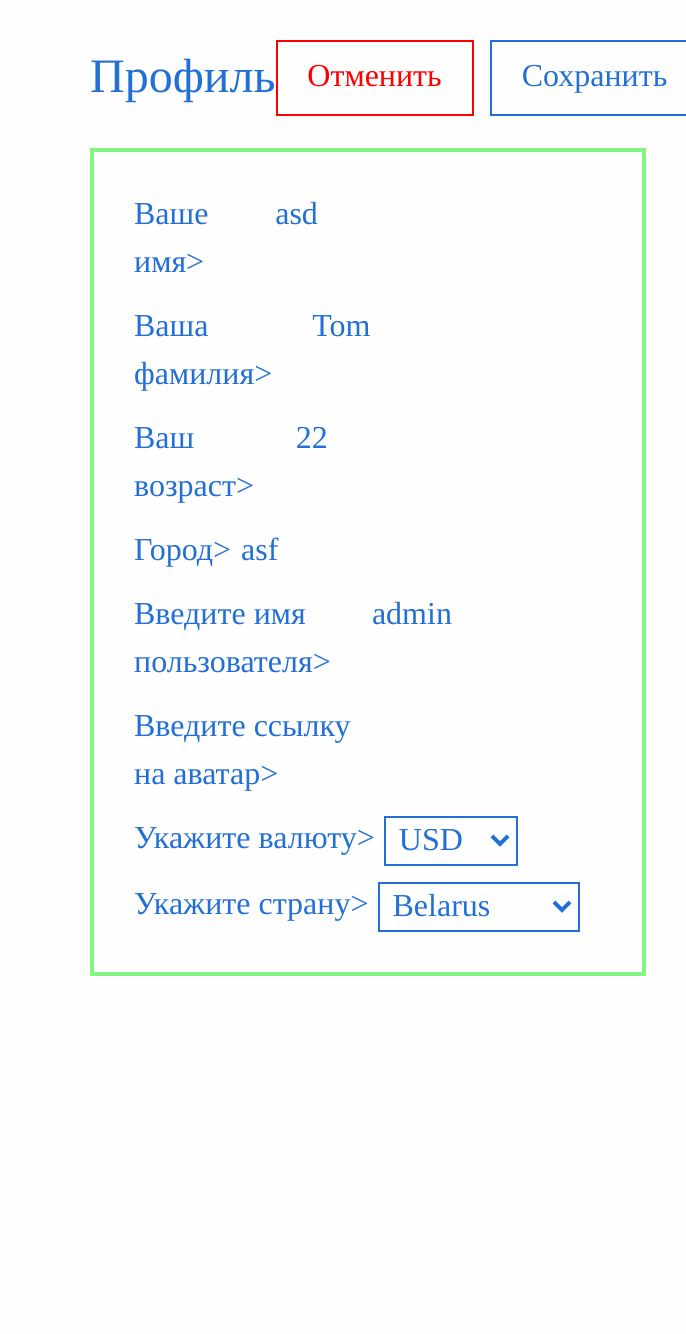 Профиль Отменить Сохранить
Ваше asd
имя>
Ваша Tom
фамилия>
Ваш 22
возраст>
Город> asf
Введите имя admin
пользователя>
Введите ссылку
на аватар>
Укажите валюту> USD
Укажите страну> Belarus